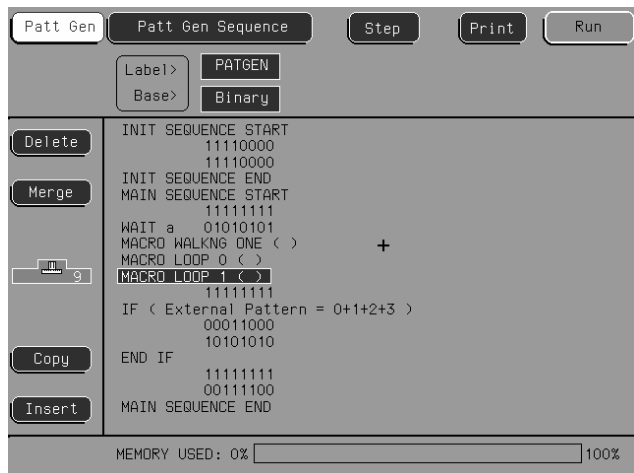 Patt Gen Patt Gen Sequence Step Print Run
Label> PATGEN
Base> Binary
Delete
Merge
9
Copy
Insert
INIT SEQUENCE START
11110000
11110000
INIT SEQUENCE END
MAIN SEQUENCE START
11111111
WAIT a 01010101
MACRO WALKNG ONE ( )
MACRO LOOP 0 ( )
MACRO LOOP 1 ( )
11111111
IF ( External Pattern = 0+1+2+3 )
00011000
10101010
END IF
11111111
00111100
MAIN SEQUENCE END
MEMORY USED: 0% 100%